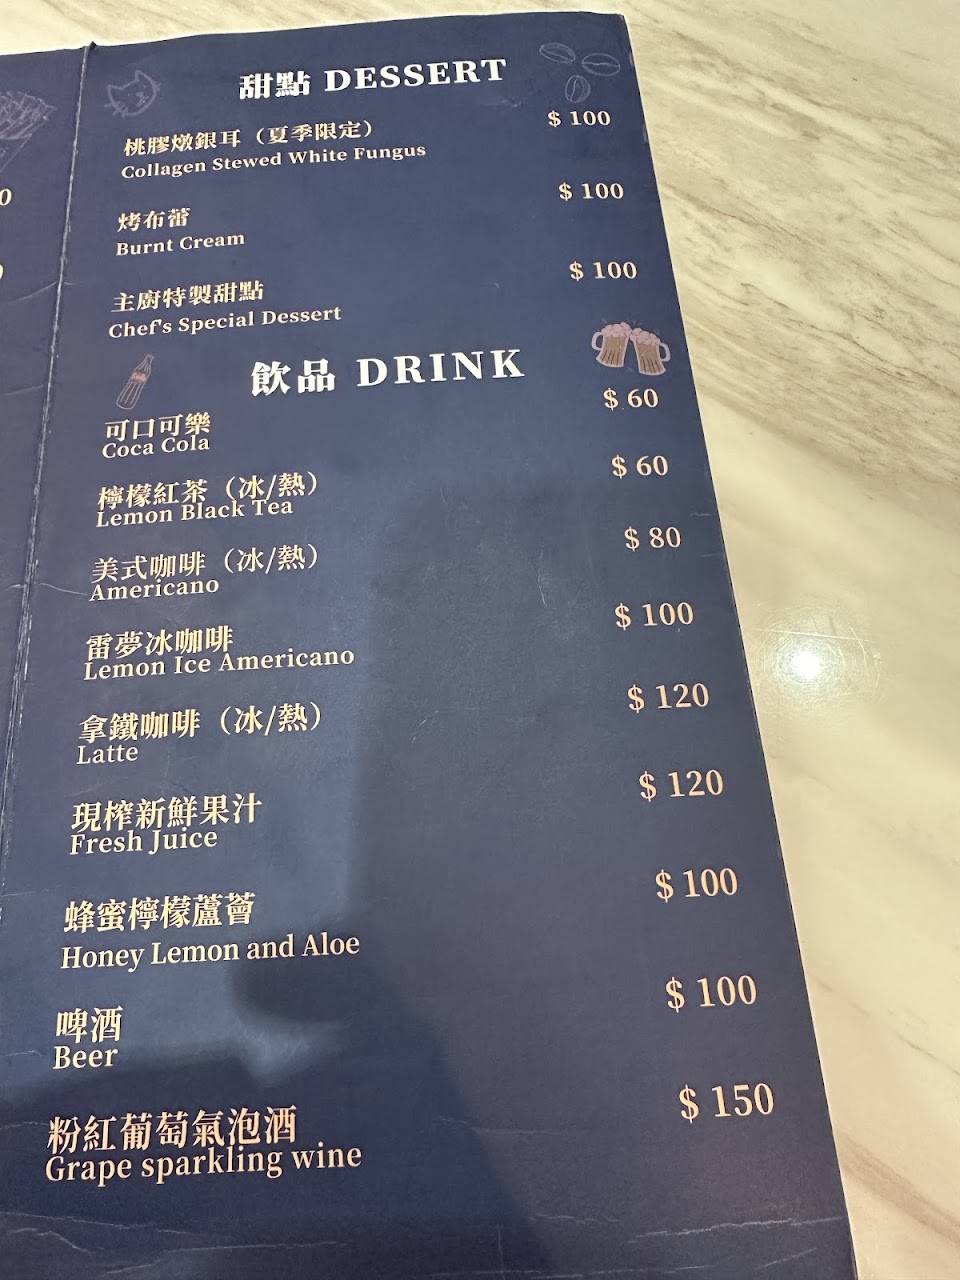 甜點 DESSERT
桃膠燉銀耳（夏季限定） $ 100
Collagen Stewed White Fungus
烤布蕾 $ 100
Burnt Cream
主廚特製甜點 $ 100
Chef's Special Dessert
飲品 DRINK
可口可樂 $ 60
Coca Cola
檸檬紅茶（冰/熱） $ 60
Lemon Black Tea
美式咖啡（冰/熱） $ 80
Americano
雷夢冰咖啡 $ 100
Lemon Ice Americano
拿鐵咖啡（冰/熱） $ 120
Latte
現榨新鮮果汁 $ 120
Fresh Juice
蜂蜜檸檬蘆薈 $ 100
Honey Lemon and Aloe
啤酒 $ 100
Beer
粉紅葡萄氣泡酒 $ 150
Grape sparkling wine